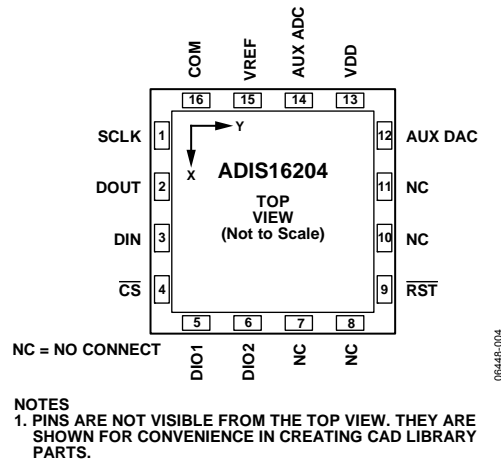 COM
VREF
AUX ADC
VDD
16
15
14
13
SCLK
1
Y
12
AUX DAC
X
ADIS16204
DOUT
2
TOP
VIEW
(Not to Scale)
11
NC
DIN
3
10
NC
CS
4
9
RST
5
6
7
8
NC = NO CONNECT
DIO1
DIO2
NC
NC
06448-004
NOTES
1. PINS ARE NOT VISIBLE FROM THE TOP VIEW. THEY ARE
SHOWN FOR CONVENIENCE IN CREATING CAD LIBRARY
PARTS.